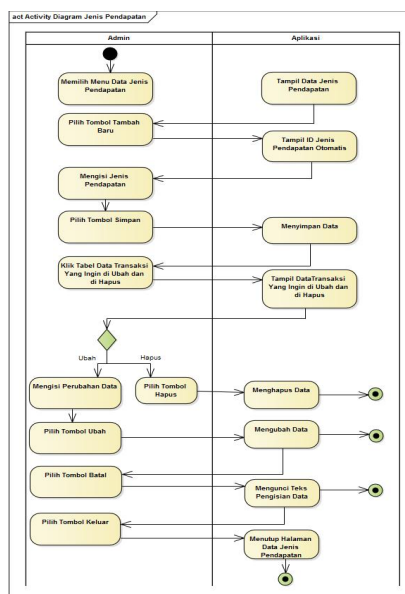 act Activity Diagram Jenis Pendapatan
Admin
Aplikasi
Memilih Menu Data Jenis
Pendapatan
Tampil Data Jenis
Pendapatan
Pilih Tombol Tambah
Baru
Tampil ID Jenis
Pendapatan Otomatis
Mengisi Jenis
Pendapatan
Pilih Tombol Simpan
Menyimpan Data
Klik Tabel Data Transaksi
Yang Ingin di Ubah dan
di Hapus
Tampil DataTransaksi
Yang Ingin di Ubah dan
di Hapus
Ubah
Hapus
Mengisi Perubahan Data
Pilih Tombol
Hapus
Menghapus Data
Pilih Tombol Ubah
Mengubah Data
Pilih Tombol Batal
Mengunci Teks
Pengisian Data
Pilih Tombol Keluar
Menutup Halaman
Data Jenis
Pendapatan